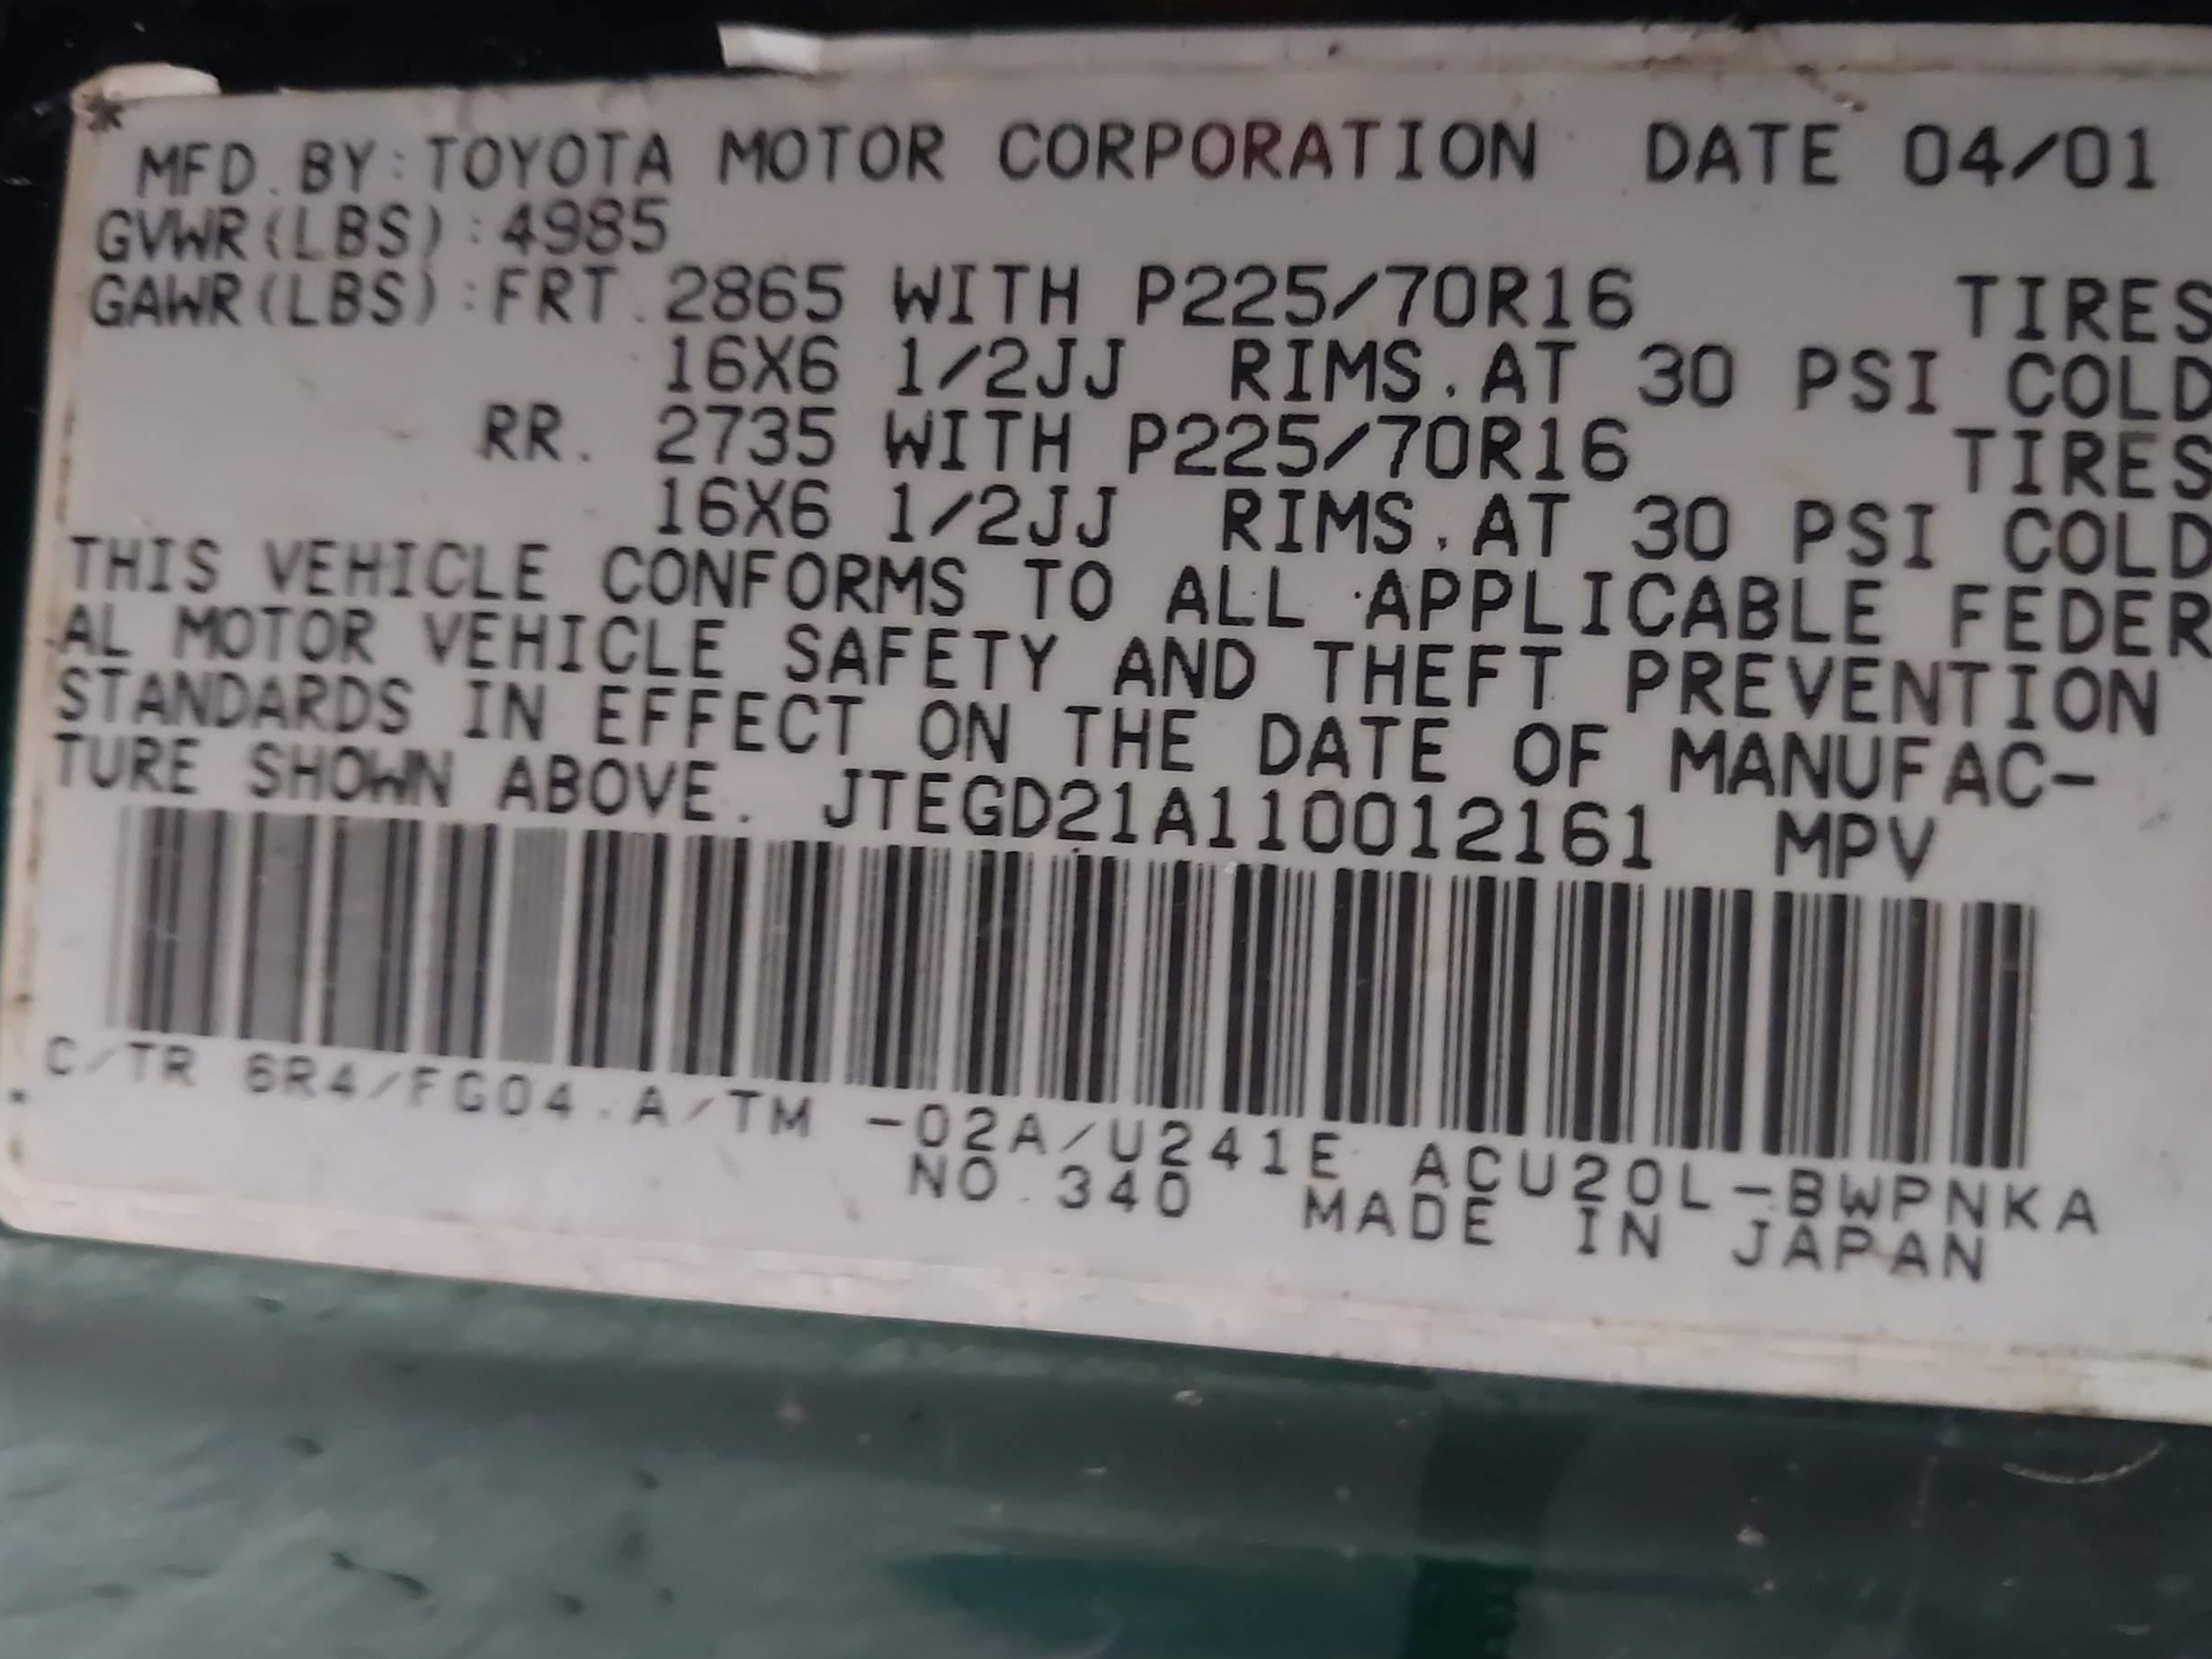 MFD. BY: TOYOTA MOTOR CORPORATION DATE 04/01
GVWR(LBS): 4985
GAWR(LBS): FRT. 2865 WITH P225/70R16 TIRES
16X6 1/2JJ RIMS. AT 30 PSI COLD
RR. 2735 WITH P225/70R16 TIRES
16X6 1/2JJ RIMS. AT 30 PSI COLD
THIS VEHICLE CONFORMS TO ALL APPLICABLE FEDER
AL MOTOR VEHICLE SAFETY AND THEFT PREVENTION
STANDARDS IN EFFECT ON THE DATE OF MANUFAC-
TURE SHOWN ABOVE. JTEGD21A110012161 MPV
C/TR 6R4/FG04. A/TM -02A/U241E ACU20L-BWPNKA
NO. 340 MADE IN JAPAN